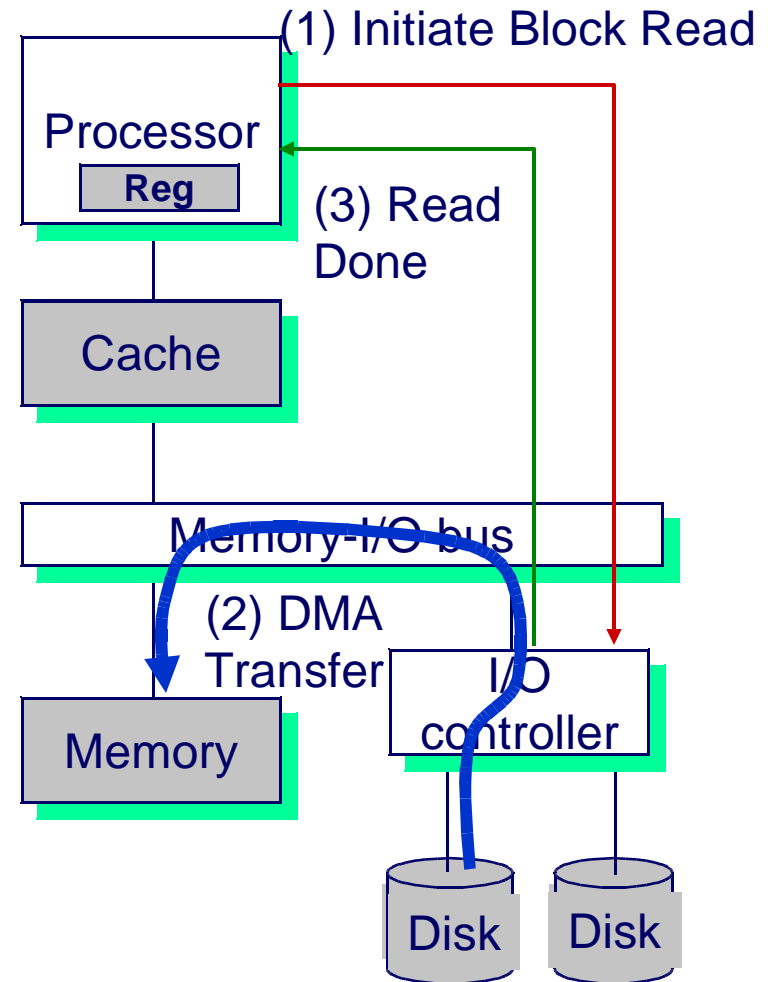 (1) Initiate Block Read
Processor
Reg
(3) Read
Done
Cache
Memory-I/O bus
(2) DMA
Transfer
I/O
controller
Memory
Disk
Disk